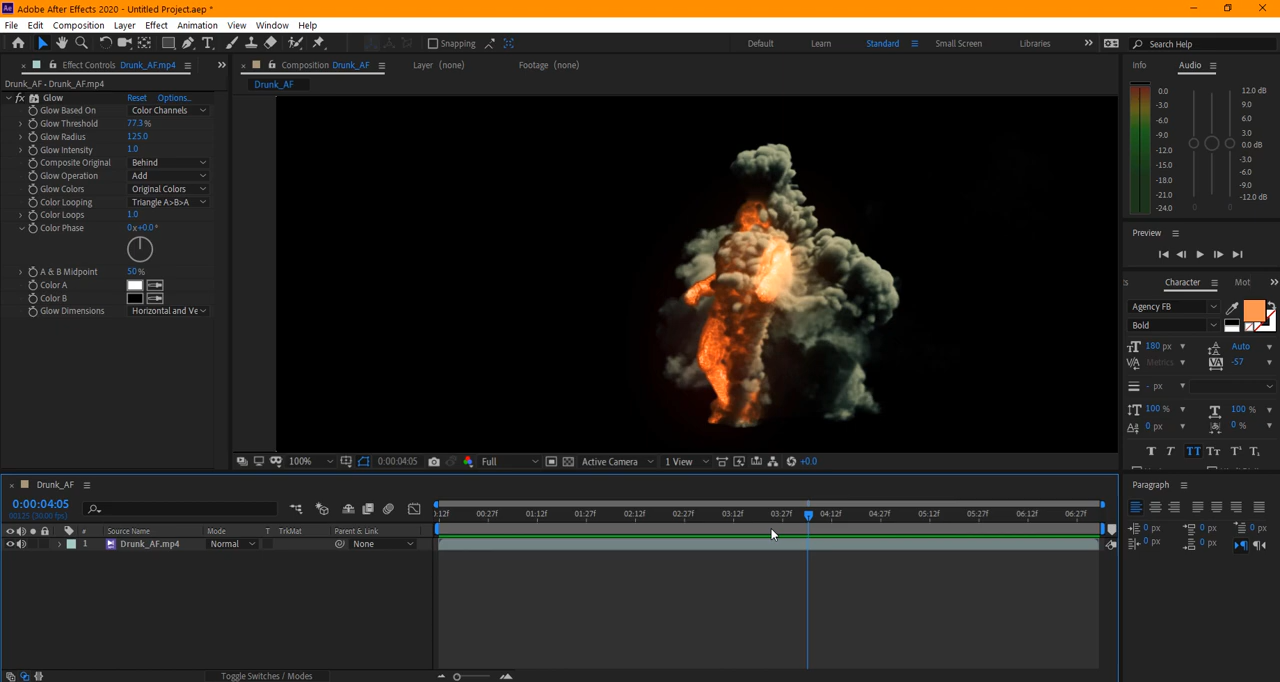 Ae Adobe After Effects 2020 - Untitled Project.aep *
File Edit Composition Layer Effect Animation View Window Help
T Snapping Default Learn Standard Small Screen Libraries » Search Help
× Effect Controls Drunk_AF.mp4 » × Composition Drunk_AF Layer (none) Footage (none) Info Audio
Drunk_AF • Drunk_AF.mp4 Drunk_AF
fx Glow Reset Options...
Glow Based On Color Channels
Glow Threshold 77.3 %
Glow Radius 125.0
Glow Intensity 1.0
Composite Original Behind
Glow Operation Add
Glow Colors Original Colors
Color Looping Triangle A>B>A
Color Loops 1.0
Color Phase 0x+0.0°
A & B Midpoint 50 %
Color A
Color B
Glow Dimensions Horizontal and Ve
0.0 12.0 dB
-3.0 9.0
-6.0 6.0
-9.0 3.0
-12.0 0.0 dB
-15.0 -3.0
-18.0 -6.0
-21.0 -9.0
-24.0 0 0 -12.0 dB
Preview
ts Character Mot »
Agency FB
Bold
180 px Auto
Metrics -57
- px
100 % 100 %
0 px 0 %
T T TT Tт T¹ T₁
100% 0:00:04:05 Full Active Camera 1 View +0.0
Drunk_AF
0:00:04:05
00125 (30.00 fps)
:12f 00:27f 01:12f 01:27f 02:12f 02:27f 03:12f 03:27f 04:12f 04:27f 05:12f 05:27f 06:12f 06:27f
# Source Name Mode T TrkMat Parent & Link
1 Drunk_AF.mp4 Normal None
Paragraph
0 px 0 px 0 px
0 px 0 px
Toggle Switches / Modes